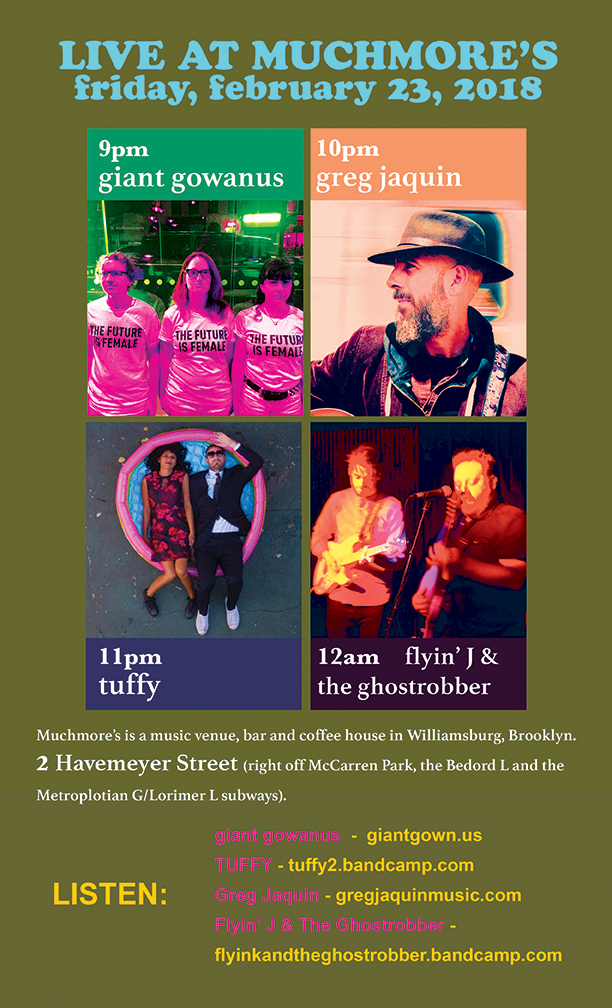 LIVE AT MUCHMORE'S
friday, february 23, 2018
9pm
giant gowanus
10pm
greg jaquin
THE FUTURE
IS FEMALE
THE FUTURE
IS FEMALE
THE FUTURE
IS FEMALE
11pm
tuffy
12am flyin' J &
the ghostrobber
Muchmore's is a music venue, bar and coffee house in Williamsburg, Brooklyn.
2 Havemeyer Street (right off McCarren Park, the Bedord L and the
Metroplotian G/Lorimer L subways).
LISTEN:
giant gowanus - giantgown.us
TUFFY - tuffy2.bandcamp.com
Greg Jaquin - gregjaquinmusic.com
Flyin' J & The Ghostrobber -
flyinkandtheghostrobber.bandcamp.com